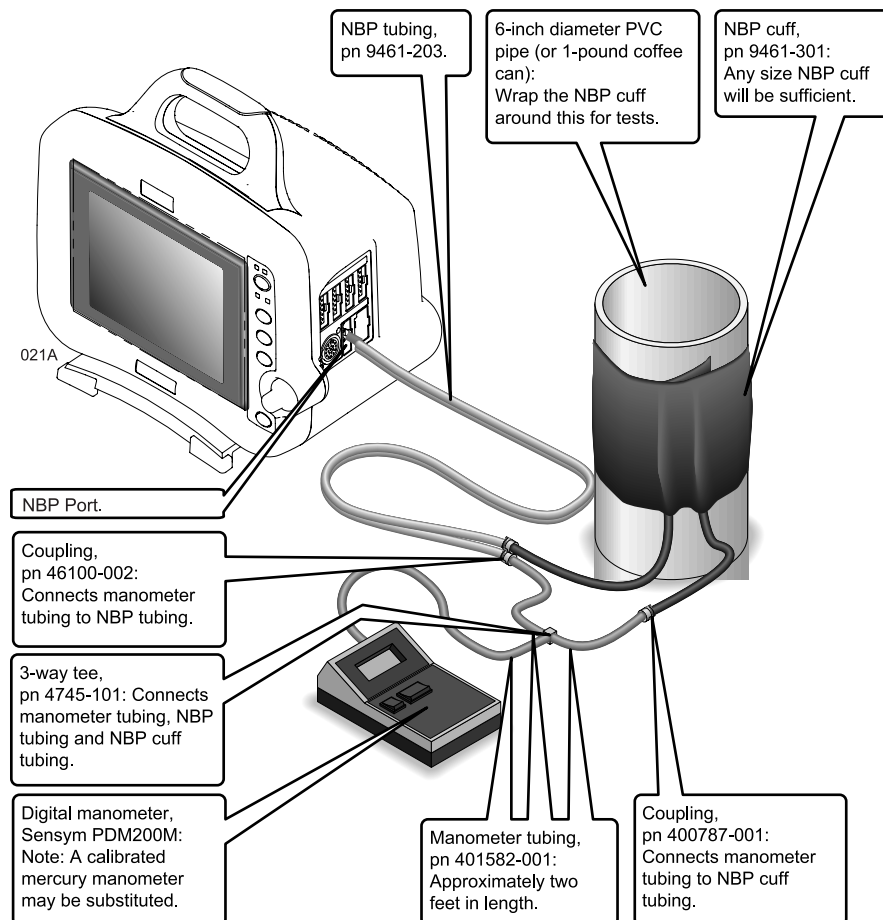 NBP tubing,
pn 9461-203.
6-inch diameter PVC
pipe (or 1-pound coffee
can):
Wrap the NBP cuff
around this for tests.
NBP cuff,
pn 9461-301:
Any size NBP cuff
will be sufficient.
021A
NBP Port.
Coupling,
pn 46100-002:
Connects manometer
tubing to NBP tubing.
3-way tee,
pn 4745-101: Connects
manometer tubing, NBP
tubing and NBP cuff
tubing.
Digital manometer,
Sensym PDM200M:
Note: A calibrated
mercury manometer
may be substituted.
Manometer tubing,
pn 401582-001:
Approximately two
feet in length.
Coupling,
pn 400787-001:
Connects manometer
tubing to NBP cuff
tubing.